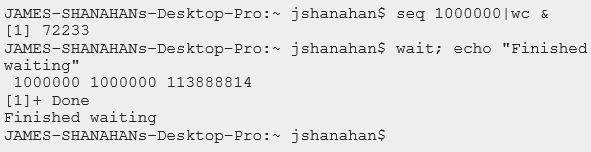 JAMES-SHANAHANs-Desktop-Pro:~ jshanahan$ seq 1000000|wc &
[1] 72233
JAMES-SHANAHANs-Desktop-Pro:~ jshanahan$ wait; echo "Finished
waiting"
 1000000 1000000 113888814
[1]+ Done
Finished waiting
JAMES-SHANAHANs-Desktop-Pro:~ jshanahan$